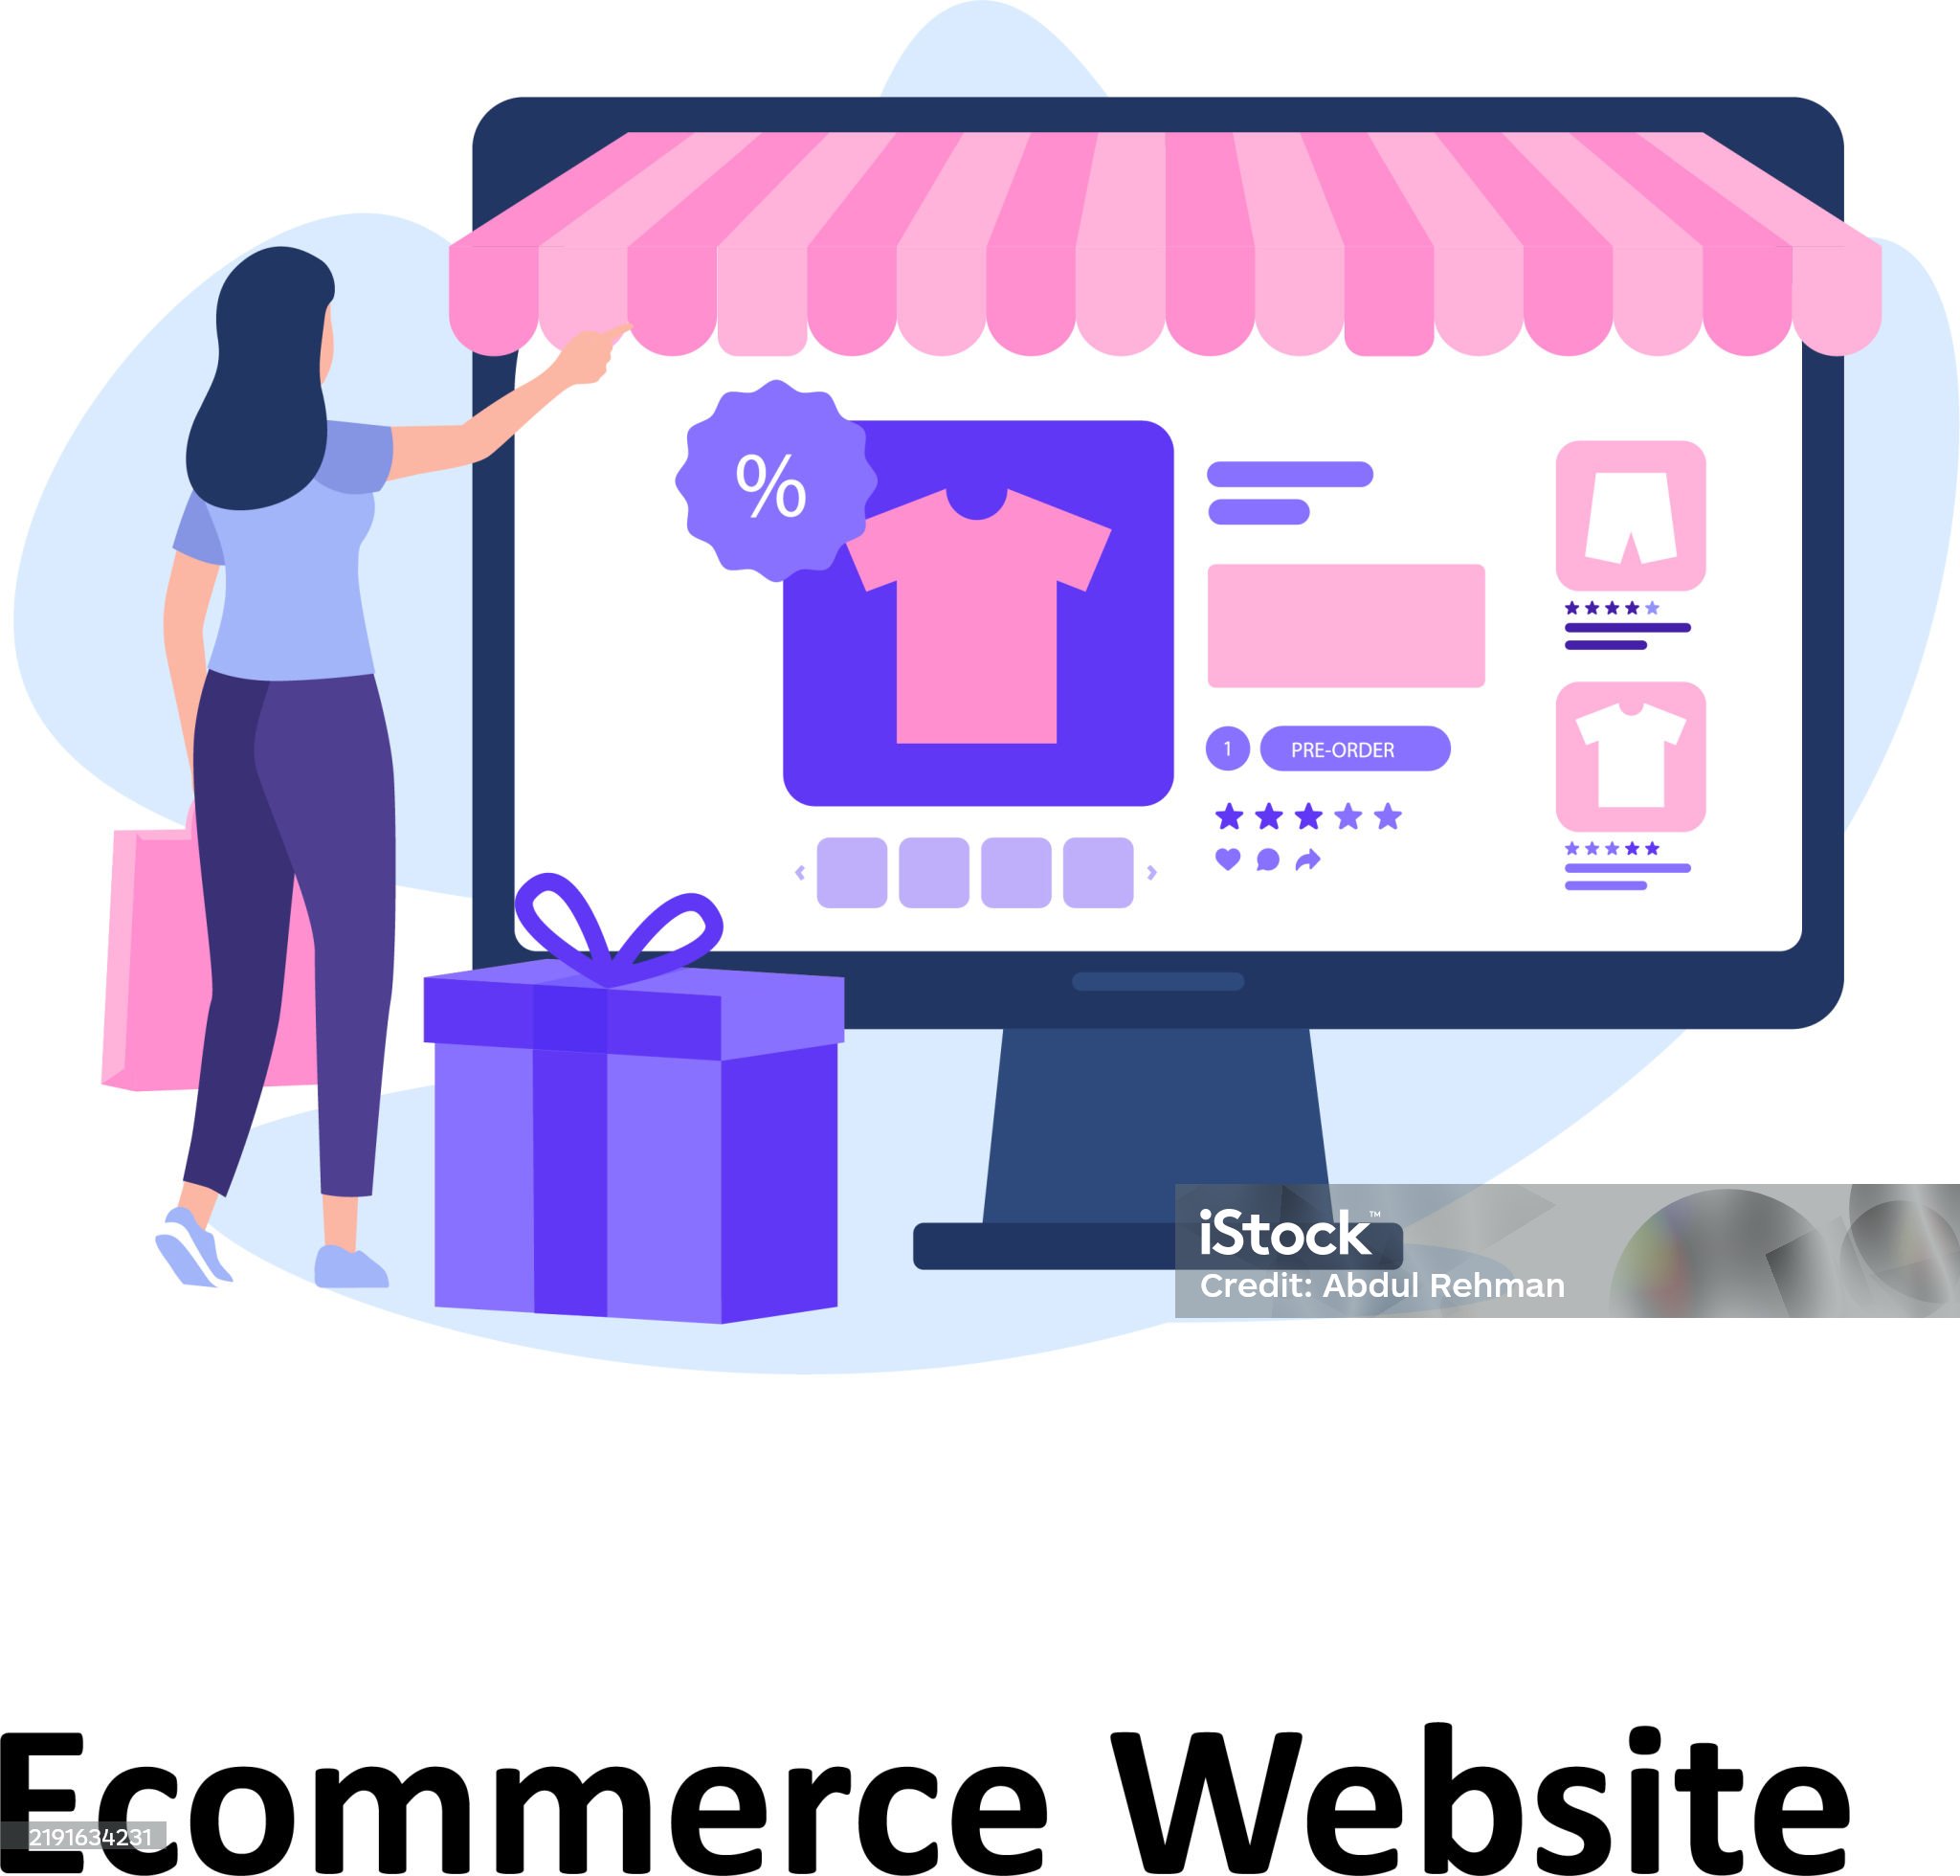 %
1 PRE-ORDER
iStock™
Credit: Abdul Rehman
Ecommerce Website
2191634231